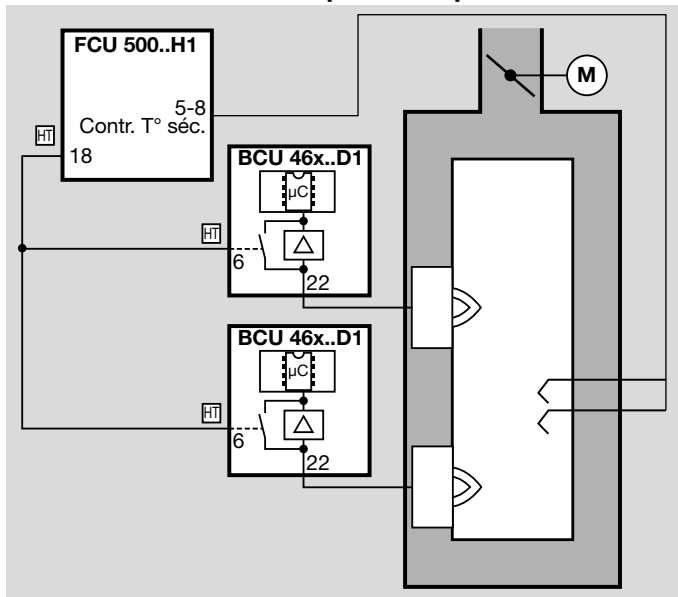 FCU 500..H1
5-8
Contr. T° séc.
HT
18
M
BCU 46x..D1
µC
HT
6
22
BCU 46x..D1
µC
HT
6
22